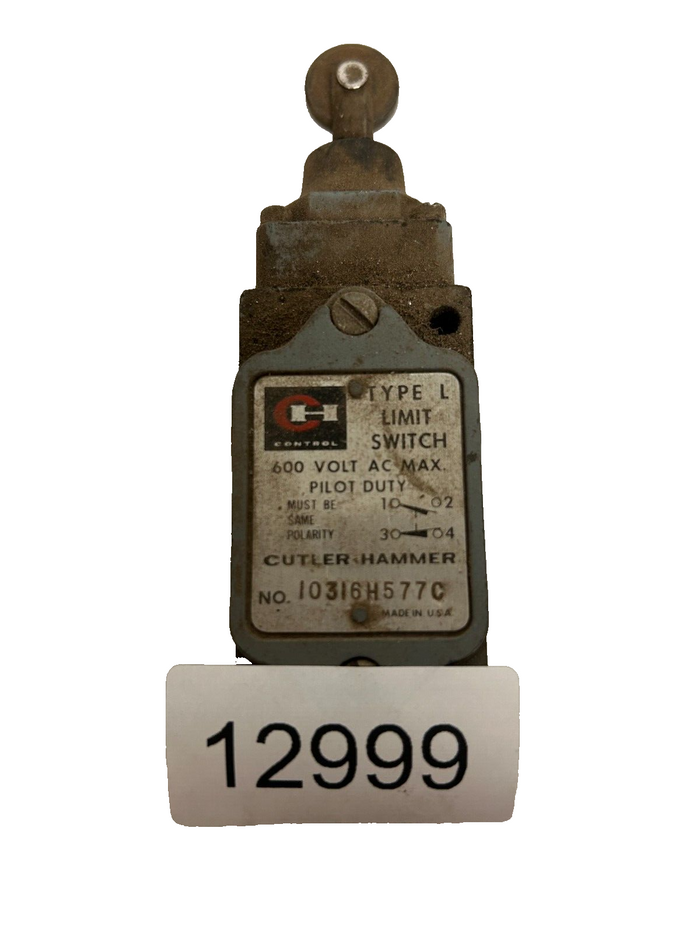 CH
CONTROL
TYPE L
LIMIT
SWITCH
600 VOLT AC MAX.
PILOT DUTY
MUST BE
SAME
POLARITY
1 2
3 4
CUTLER-HAMMER
NO. 10316H577C
MADE IN U.S.A.
12999